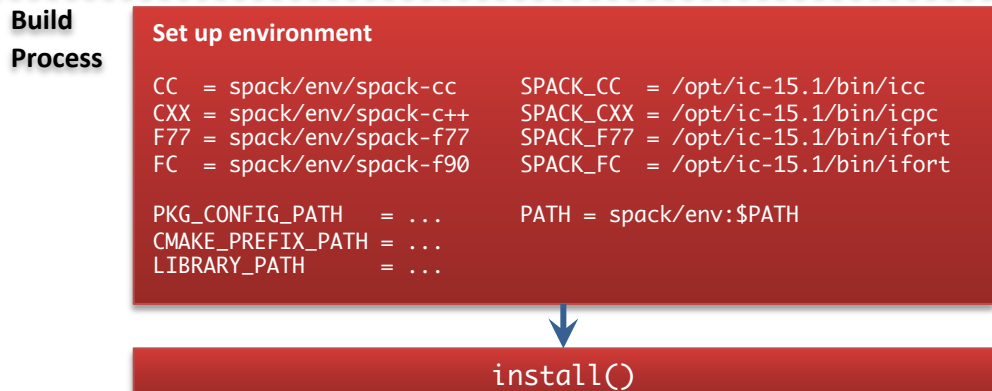 Build
Process
Set up environment
CC  = spack/env/spack-cc    SPACK_CC  = /opt/ic-15.1/bin/icc
CXX = spack/env/spack-c++   SPACK_CXX = /opt/ic-15.1/bin/icpc
F77 = spack/env/spack-f77   SPACK_F77 = /opt/ic-15.1/bin/ifort
FC  = spack/env/spack-f90   SPACK_FC  = /opt/ic-15.1/bin/ifort
PKG_CONFIG_PATH   = ...     PATH = spack/env:$PATH
CMAKE_PREFIX_PATH = ...
LIBRARY_PATH      = ...
install()